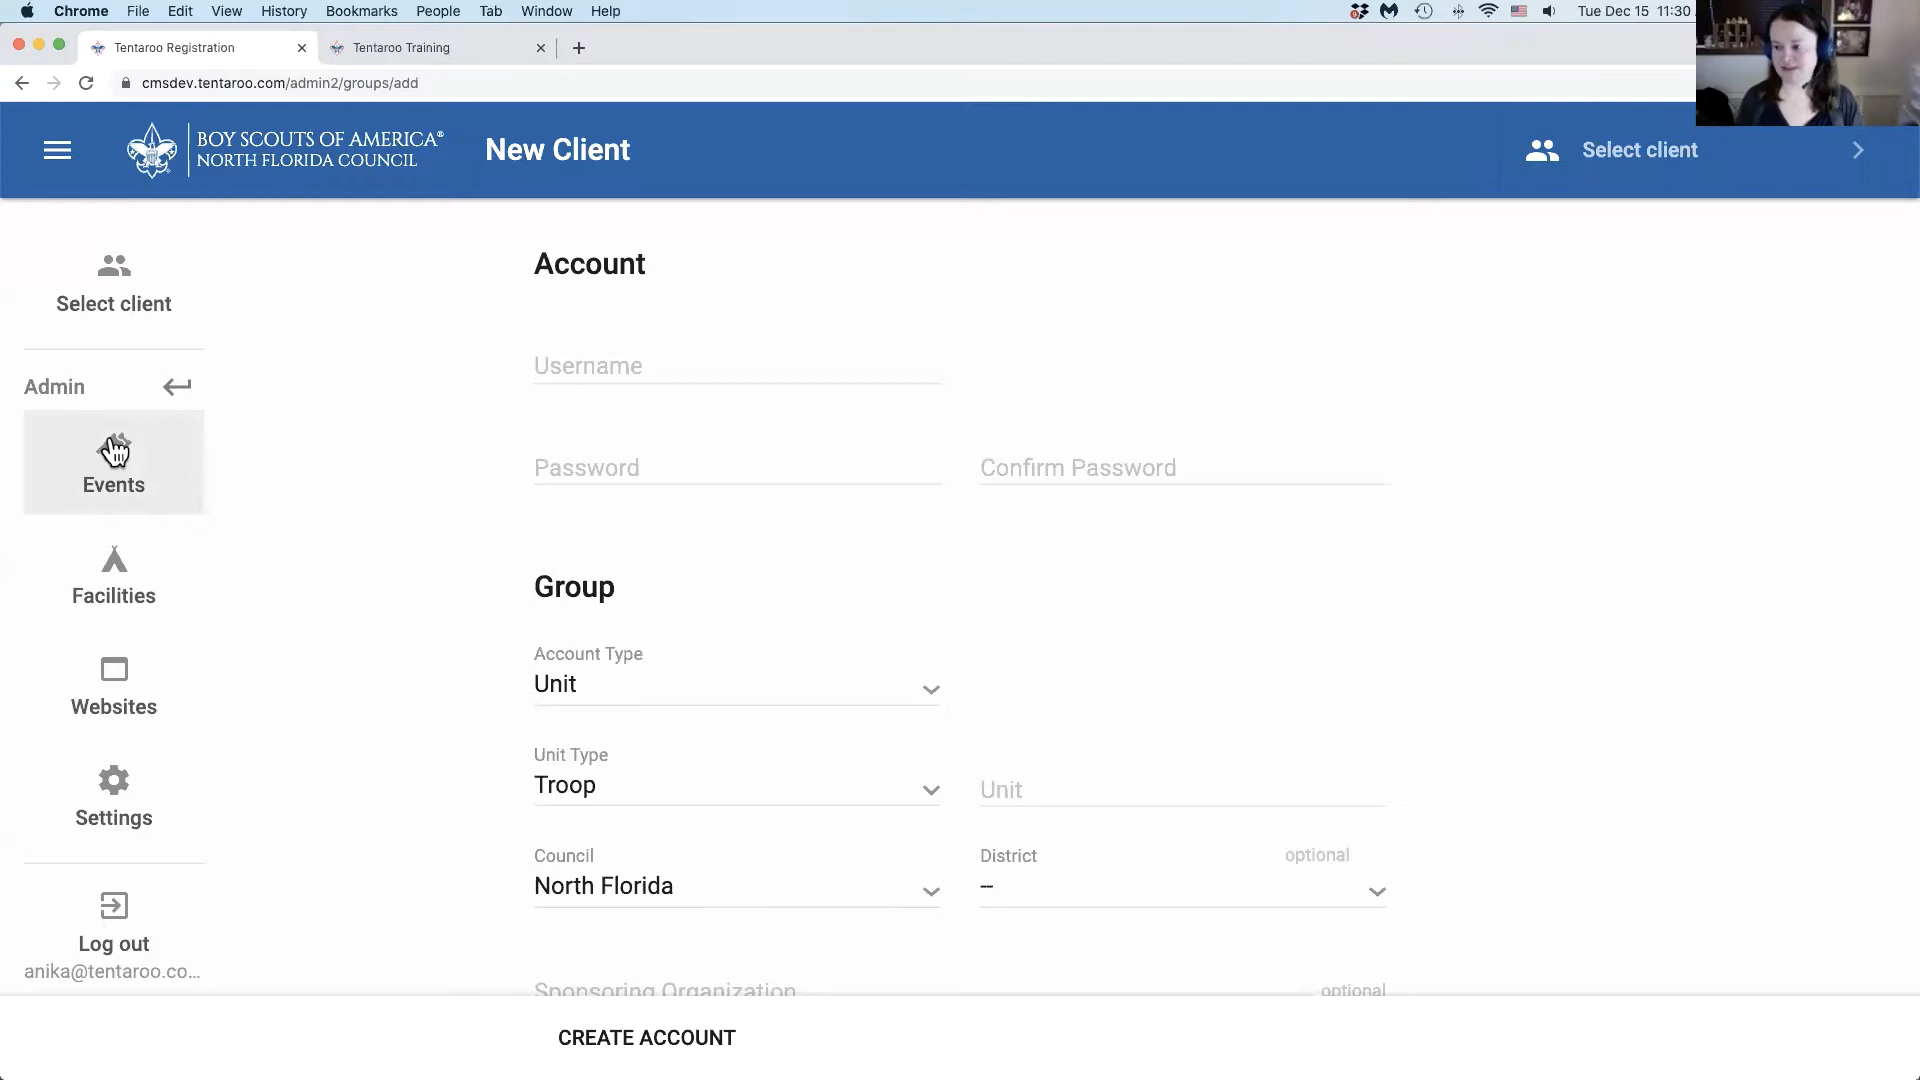 Chrome File Edit View History Bookmarks People Tab Window Help Tue Dec 15 11:30
Tentaroo Registration Tentaroo Training
cmsdev.tentaroo.com/admin2/groups/add
BOY SCOUTS OF AMERICA®
NORTH FLORIDA COUNCIL
New Client
Select client
Select client
Admin
Events
Facilities
Websites
Settings
Log out
anika@tentaroo.co...
Account
Username
Password Confirm Password
Group
Account Type
Unit
Unit Type
Troop Unit
Council District optional
North Florida --
Sponsoring Organization optional
CREATE ACCOUNT